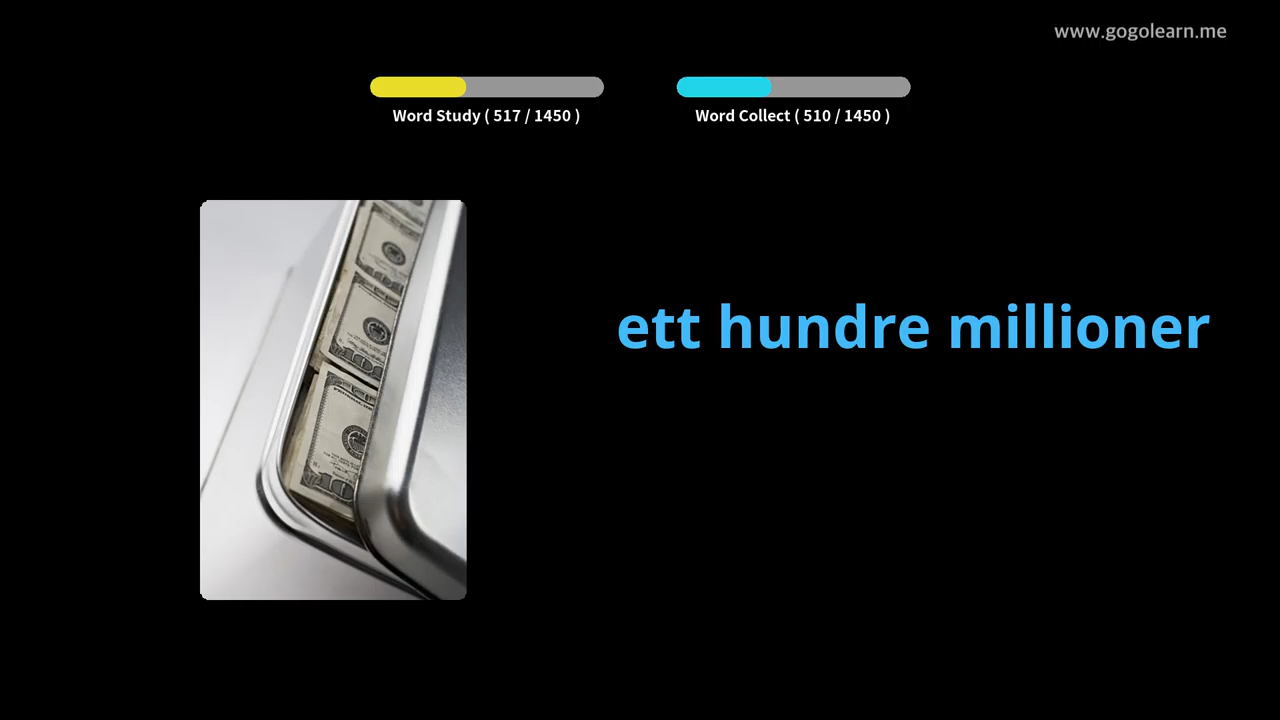 www.gogolearn.me
Word Study ( 517 / 1450 )
Word Collect ( 510 / 1450 )
ett hundre millioner